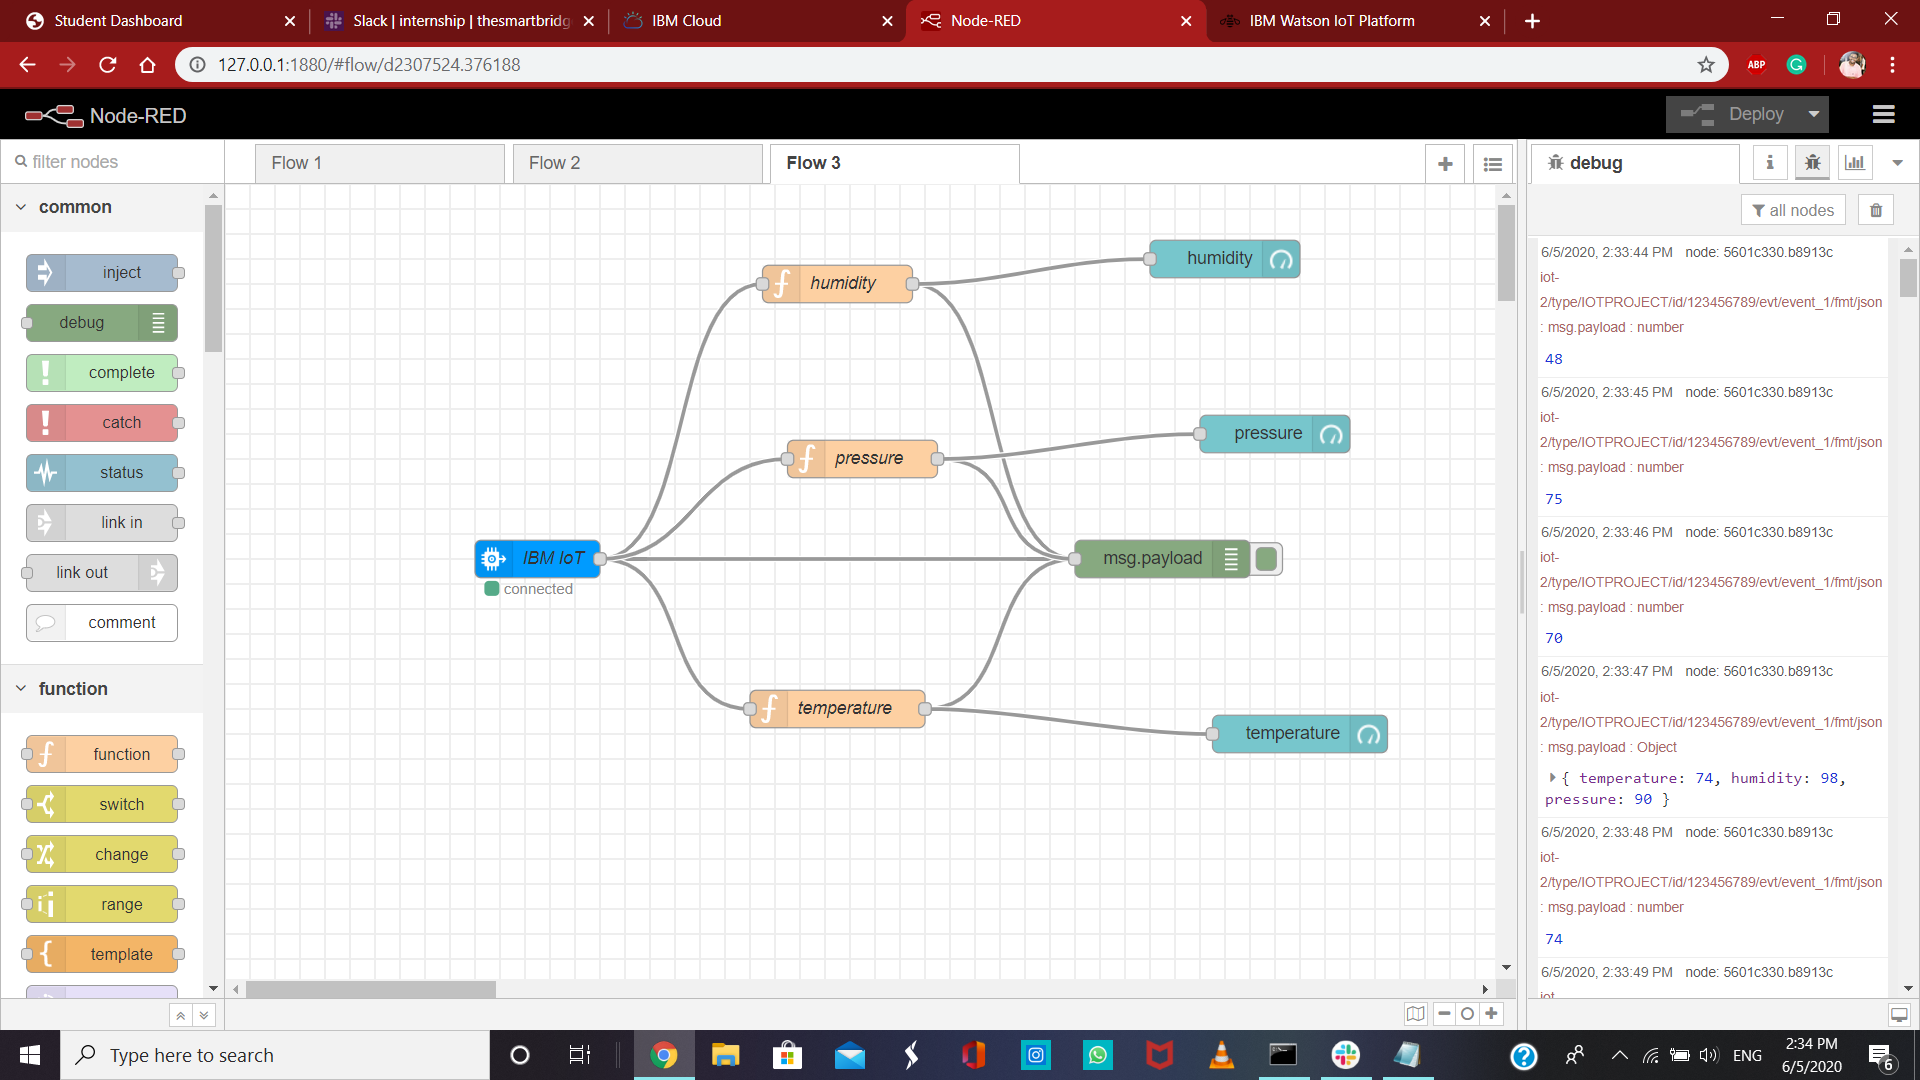 Student Dashboard
Slack | internship | thesmartbridg
IBM Cloud
Node-RED
IBM Watson IoT Platform
127.0.0.1:1880/#flow/d2307524.376188
ABP
Node-RED
Deploy
filter nodes
Flow 1
Flow 2
Flow 3
debug
all nodes
common
inject
debug
complete
catch
status
link in
link out
comment
function
function
switch
change
range
template
humidity
humidity
pressure
pressure
IBM IoT
connected
msg.payload
temperature
temperature
6/5/2020, 2:33:44 PM node: 5601c330.b8913c
iot-
2/type/IOTPROJECT/id/123456789/evt/event_1/fmt/json
: msg.payload : number
48
6/5/2020, 2:33:45 PM node: 5601c330.b8913c
iot-
2/type/IOTPROJECT/id/123456789/evt/event_1/fmt/json
: msg.payload : number
75
6/5/2020, 2:33:46 PM node: 5601c330.b8913c
iot-
2/type/IOTPROJECT/id/123456789/evt/event_1/fmt/json
: msg.payload : number
70
6/5/2020, 2:33:47 PM node: 5601c330.b8913c
iot-
2/type/IOTPROJECT/id/123456789/evt/event_1/fmt/json
: msg.payload : Object
{ temperature: 74, humidity: 98,
pressure: 90 }
6/5/2020, 2:33:48 PM node: 5601c330.b8913c
iot-
2/type/IOTPROJECT/id/123456789/evt/event_1/fmt/json
: msg.payload : number
74
6/5/2020, 2:33:49 PM node: 5601c330.b8913c
iot-
Type here to search
ENG
2:34 PM
6/5/2020
6